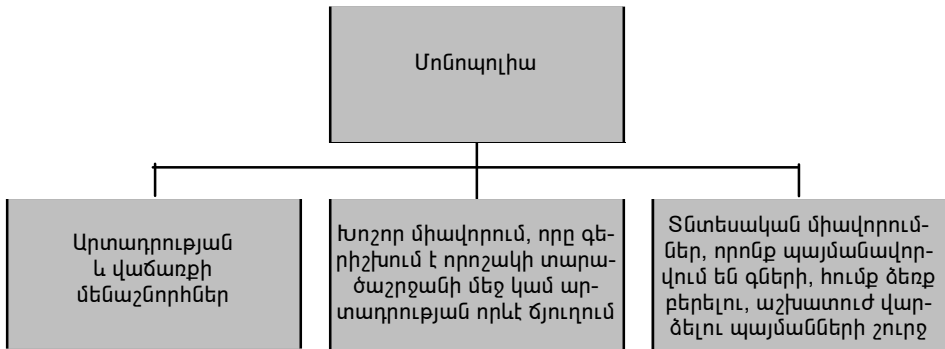 Մոնոպոլիա
Արտադրության
և վաճառքի
մենաշնորհներ
Խոշոր միավորում, որը գե-
րիշխում է որոշակի տարա-
ծաշրջանի մեջ կամ ար-
տադրության որևէ ճյուղում
Տնտեսական միավորում-
ներ, որոնք պայմանավոր-
վում են գների, հումք ձեռք
բերելու, աշխատուժ վար-
ձելու պայմանների շուրջ